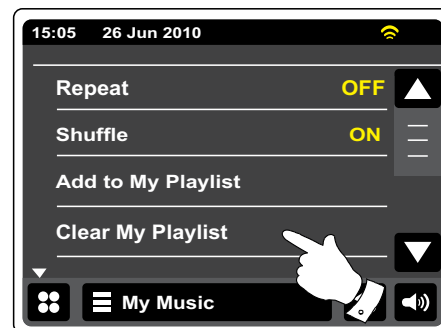 15:05 26 Jun 2010
Repeat OFF
Shuffle ON
Add to My Playlist
Clear My Playlist
My Music